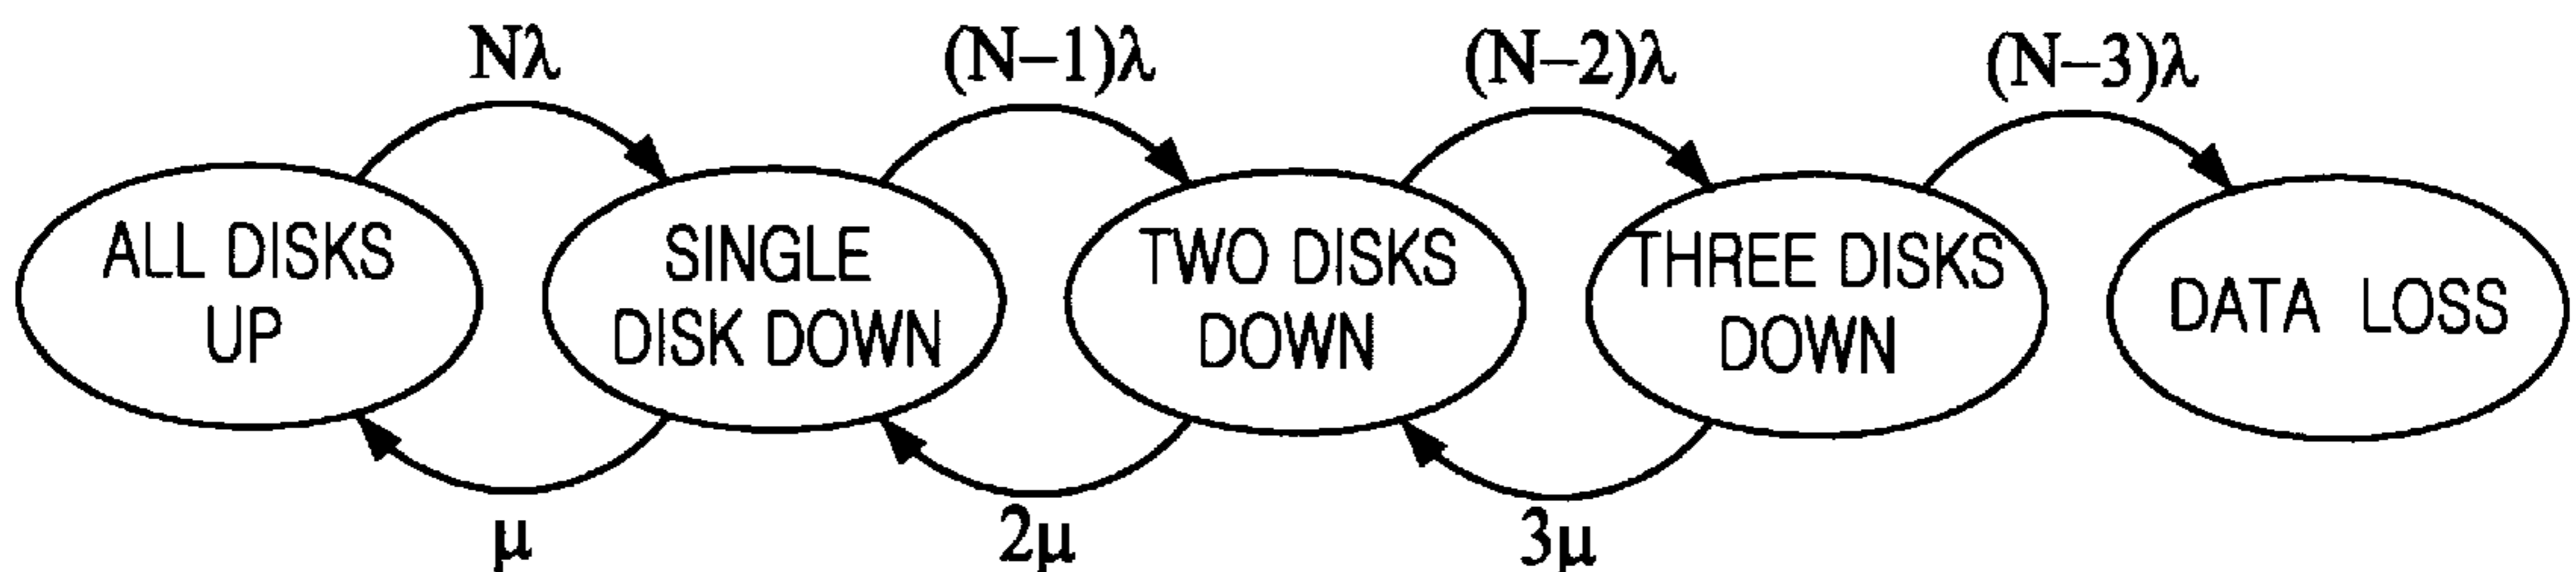 Nλ
(N–1)λ
(N–2)λ
(N–3)λ
ALL DISKS
UP
SINGLE
DISK DOWN
TWO DISKS
DOWN
THREE DISKS
DOWN
DATA LOSS
μ
2μ
3μ